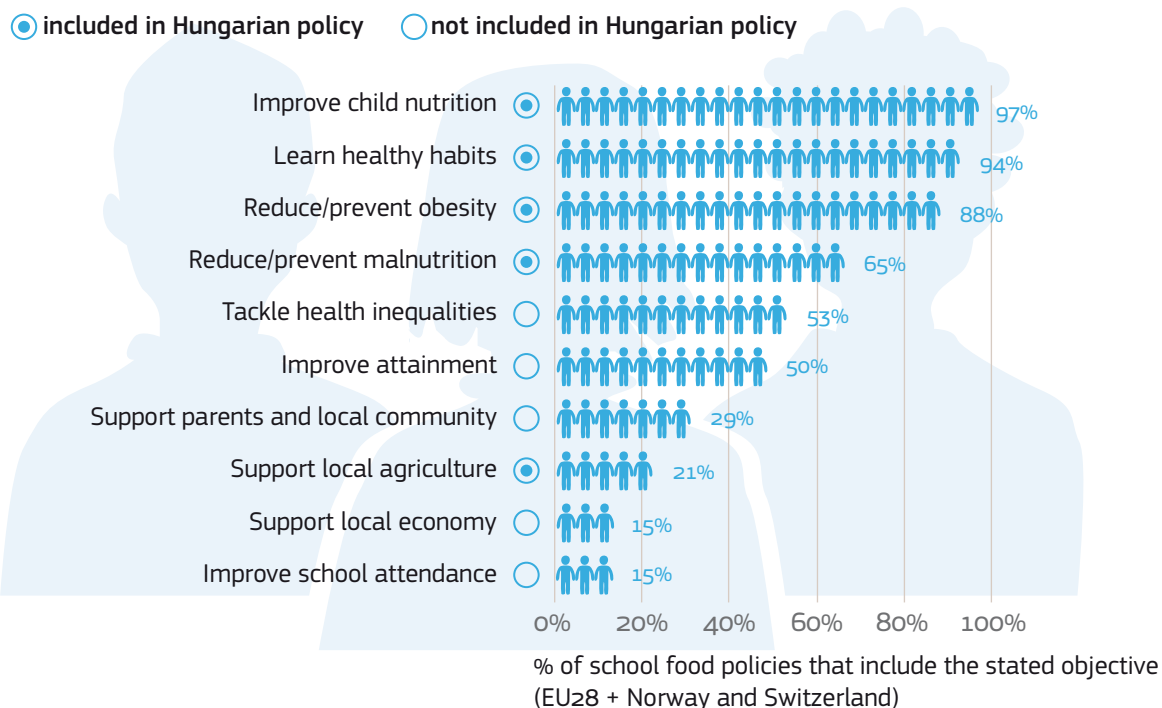 included in Hungarian policy not included in Hungarian policy
Improve child nutrition 97%
Learn healthy habits 94%
Reduce/prevent obesity 88%
Reduce/prevent malnutrition 65%
Tackle health inequalities 53%
Improve attainment 50%
Support parents and local community 29%
Support local agriculture 21%
Support local economy 15%
Improve school attendance 15%
0% 20% 40% 60% 80% 100%
% of school food policies that include the stated objective
(EU28 + Norway and Switzerland)